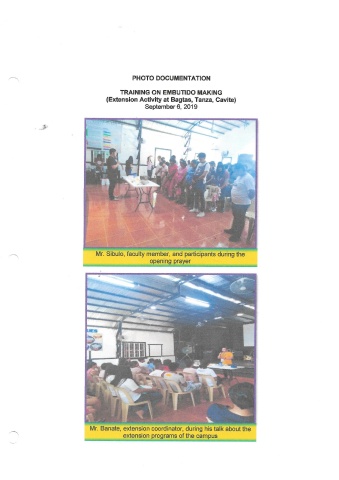 PHOTO DOCUMENTATION
TRAINING ON EMBUTIDO MAKING
(Extension Activity at Bagtas, Tanza, Cavite)
September 6, 2019
Mr. Sibulo, faculty member, and participants during the
opening prayer
Mr. Banate, extension coordinator, during his talk about the
extension programs of the campus